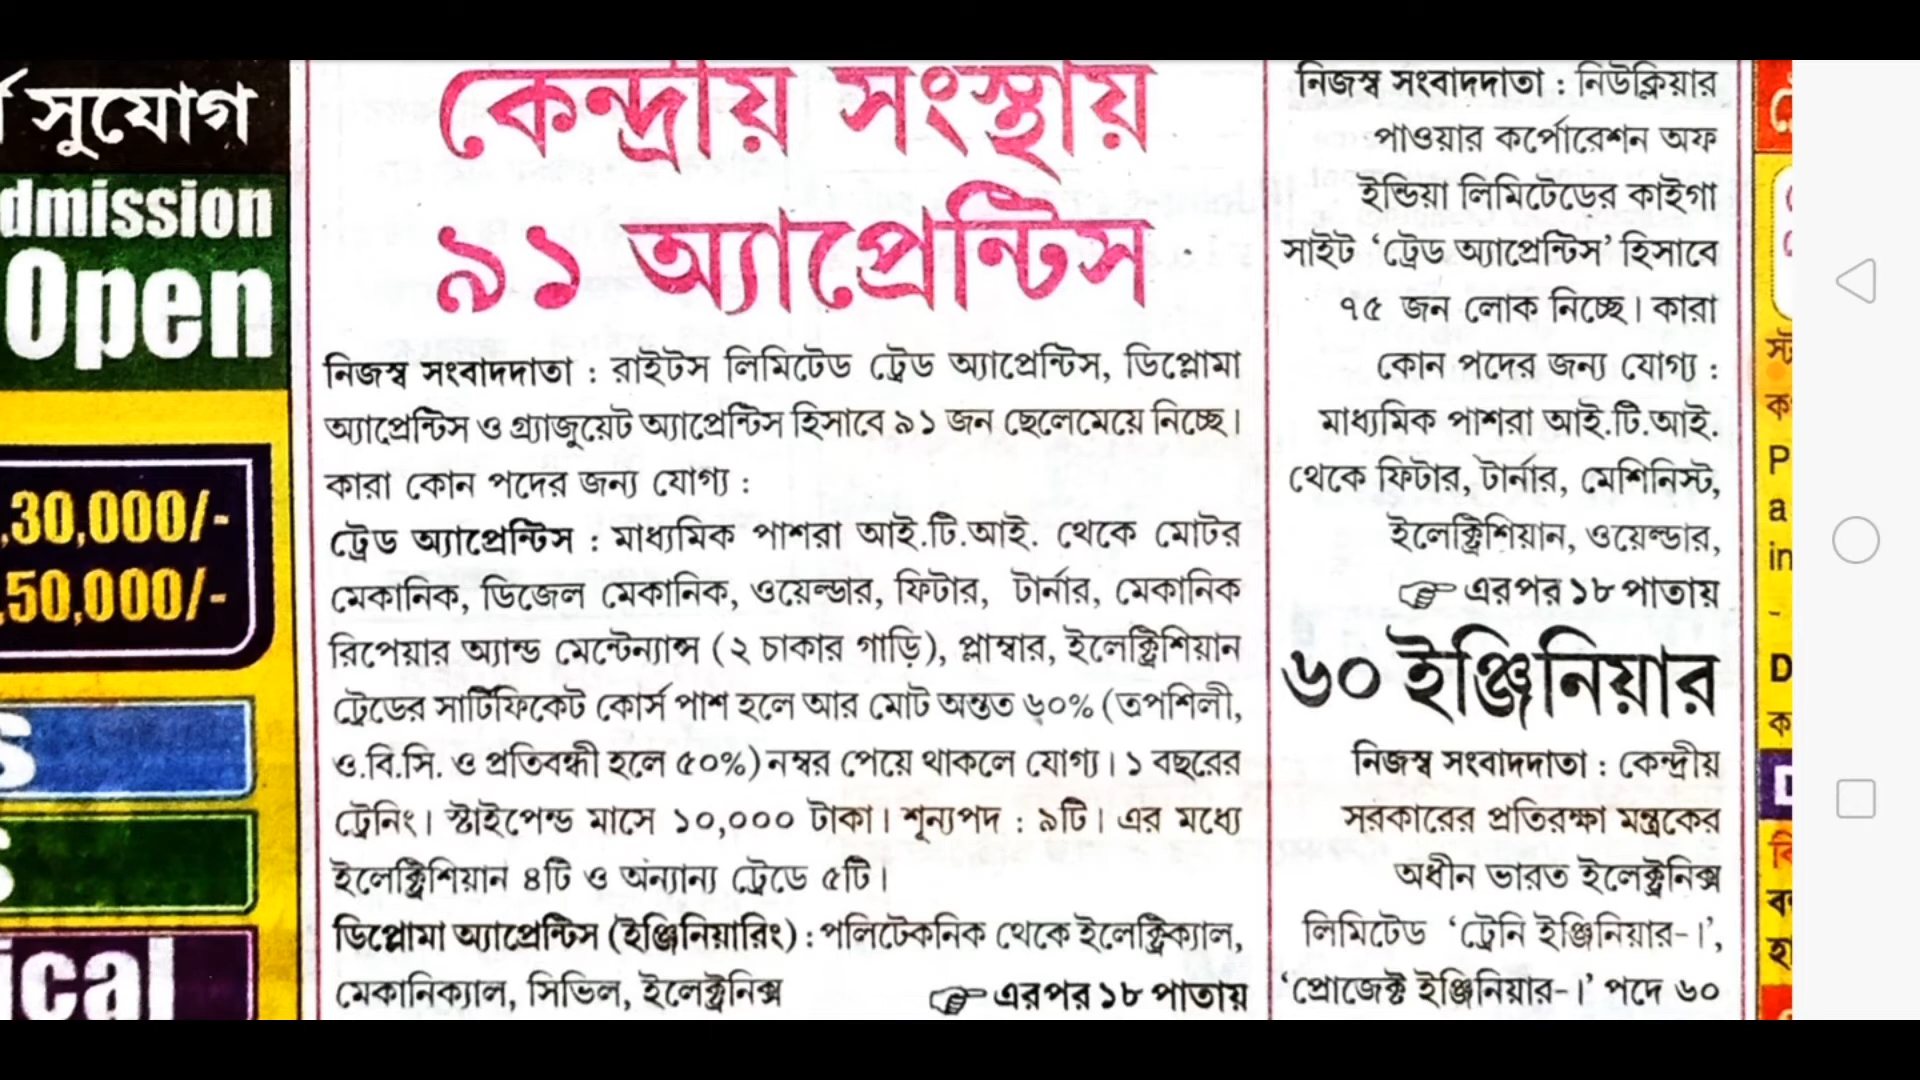 সুযোগ
dmission
Open
,30,000/-
,50,000/-
S
S
ical
কেন্দ্রীয় সংস্থায়
৯১ অ্যাপ্রেন্টিস
নিজস্ব সংবাদদাতা : রাইটস লিমিটেড ট্রেড অ্যাপ্রেন্টিস, ডিপ্লোমা
অ্যাপ্রেন্টিস ও গ্র্যাজুয়েট অ্যাপ্রেন্টিস হিসাবে ৯১ জন ছেলেমেয়ে নিচ্ছে।
কারা কোন পদের জন্য যোগ্য :
ট্রেড অ্যাপ্রেন্টিস : মাধ্যমিক পাশরা আই.টি.আই. থেকে মোটর
মেকানিক, ডিজেল মেকানিক, ওয়েল্ডার, ফিটার, টার্নার, মেকানিক
রিপেয়ার অ্যান্ড মেন্টেন্যান্স (২ চাকার গাড়ি), প্লাম্বার, ইলেক্ট্রিশিয়ান
ট্রেডের সার্টিফিকেট কোর্স পাশ হলে আর মোট অন্তত ৬০% (তপশিলী,
ও.বি.সি. ও প্রতিবন্ধী হলে ৫০%) নম্বর পেয়ে থাকলে যোগ্য। ১ বছরের
ট্রেনিং। স্টাইপেন্ড মাসে ১০,০০০ টাকা। শূন্যপদ : ৯টি। এর মধ্যে
ইলেক্ট্রিশিয়ান ৪টি ও অন্যান্য ট্রেডে ৫টি।
ডিপ্লোমা অ্যাপ্রেন্টিস (ইঞ্জিনিয়ারিং) : পলিটেকনিক থেকে ইলেক্ট্রিক্যাল,
মেকানিক্যাল, সিভিল, ইলেক্ট্রনিক্স
এরপর ১৮ পাতায়
নিজস্ব সংবাদদাতা : নিউক্লিয়ার
পাওয়ার কর্পোরেশন অফ
ইন্ডিয়া লিমিটেডের কাইগা
সাইট ‘ট্রেড অ্যাপ্রেন্টিস’ হিসাবে
৭৫ জন লোক নিচ্ছে। কারা
কোন পদের জন্য যোগ্য :
মাধ্যমিক পাশরা আই.টি.আই.
থেকে ফিটার, টার্নার, মেশিনিস্ট,
ইলেক্ট্রিশিয়ান, ওয়েল্ডার,
এরপর ১৮ পাতায়
৬০ ইঞ্জিনিয়ার
নিজস্ব সংবাদদাতা : কেন্দ্রীয়
সরকারের প্রতিরক্ষা মন্ত্রকের
অধীন ভারত ইলেক্ট্রনিক্স
লিমিটেড ‘ট্রেনি ইঞ্জিনিয়ার-।’,
‘প্রোজেক্ট ইঞ্জিনিয়ার-।’ পদে ৬০
P
a
in
-
D